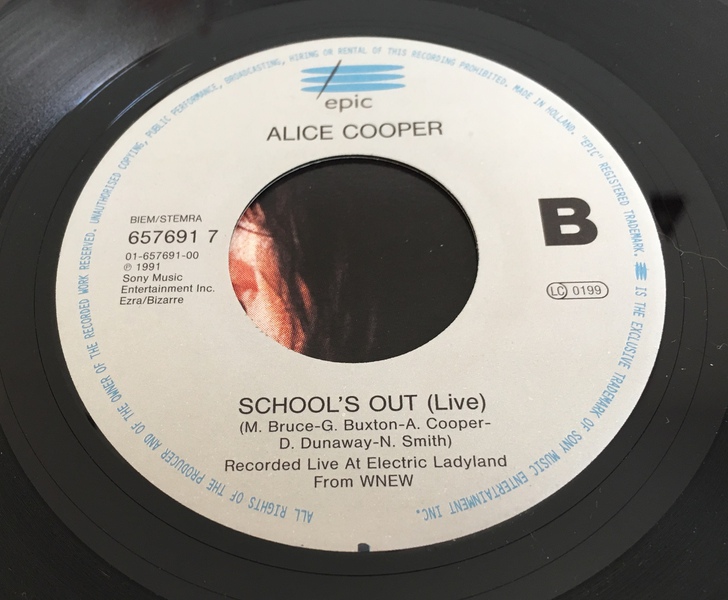 epic
ALICE COOPER
BIEM/STEMRA
657691 7
01-657691-00
℗ 1991
Sony Music
Entertainment Inc.
Ezra/Bizarre
B
LC 0199
SCHOOL'S OUT (Live)
(M. Bruce-G. Buxton-A. Cooper-
D. Dunaway-N. Smith)
Recorded Live At Electric Ladyland
From WNEW
ALL RIGHTS OF THE PRODUCER AND OF THE OWNER OF THE RECORDED WORK RESERVED. UNAUTHORISED COPYING, PUBLIC PERFORMANCE, BROADCASTING, HIRING OR RENTAL OF THIS RECORDING PROHIBITED. MADE IN HOLLAND. "EPIC" REGISTERED TRADEMARK. IS THE EXCLUSIVE TRADEMARK OF SONY MUSIC ENTERTAINMENT INC.